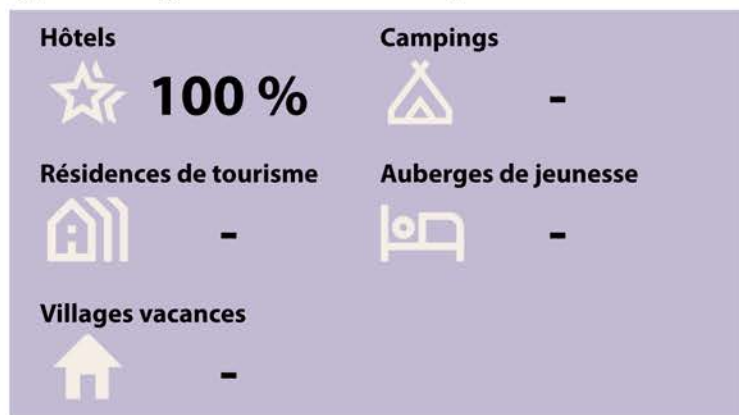 Hôtels
100 %
Campings
-
Résidences de tourisme
-
Auberges de jeunesse
-
Villages vacances
-